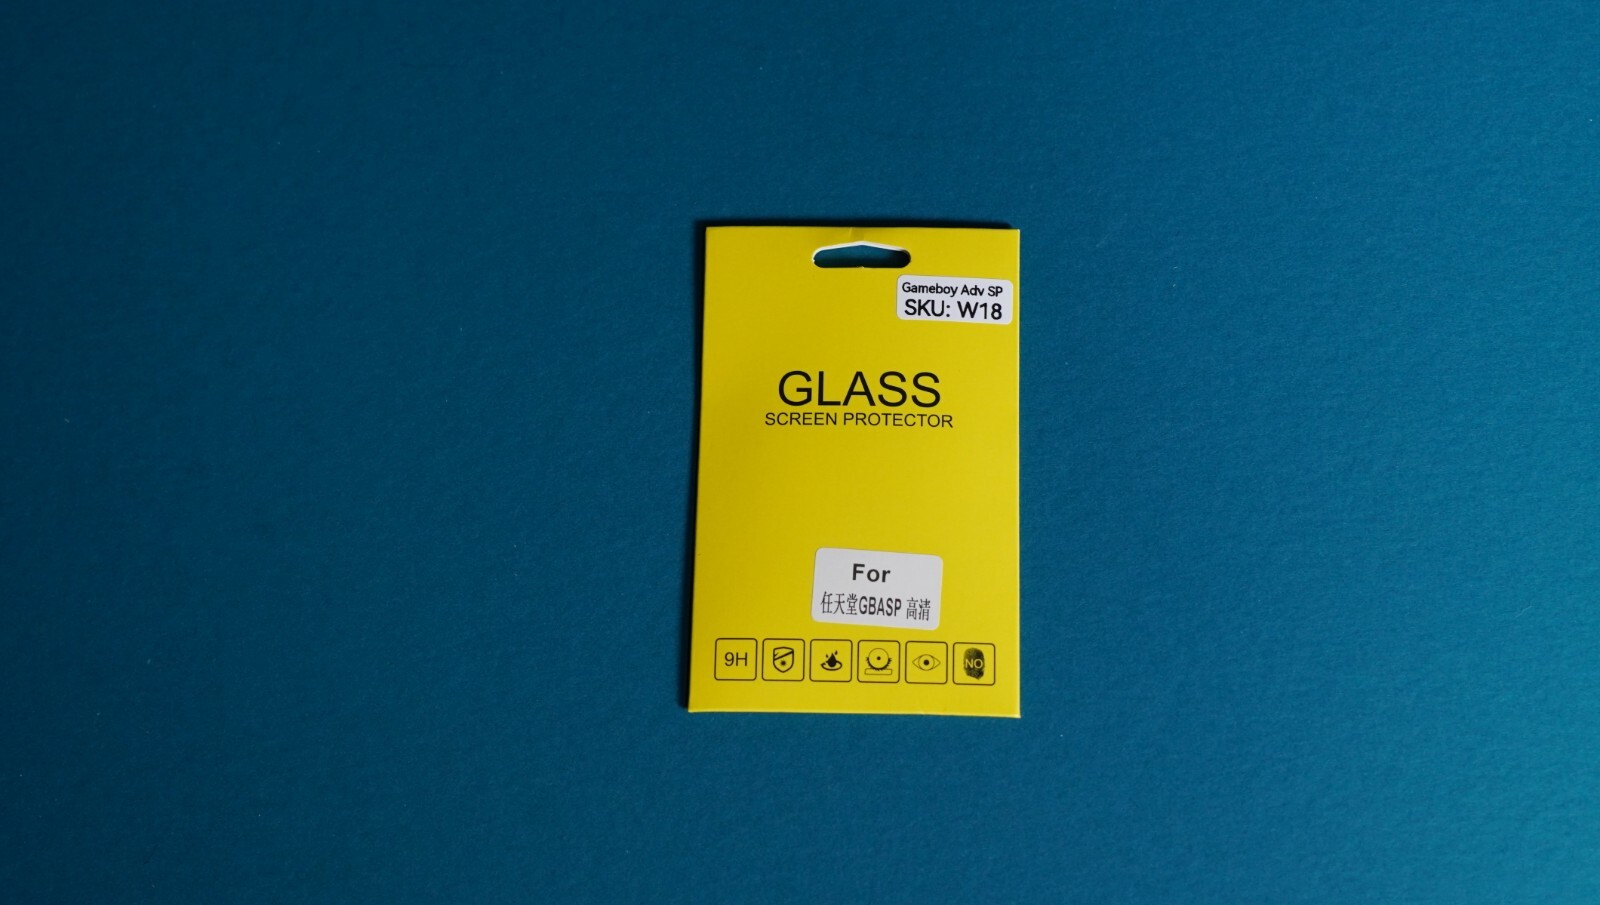 Gameboy Adv SP
SKU: W18
GLASS
SCREEN PROTECTOR
For
任天堂GBASP 高清
9H
NO